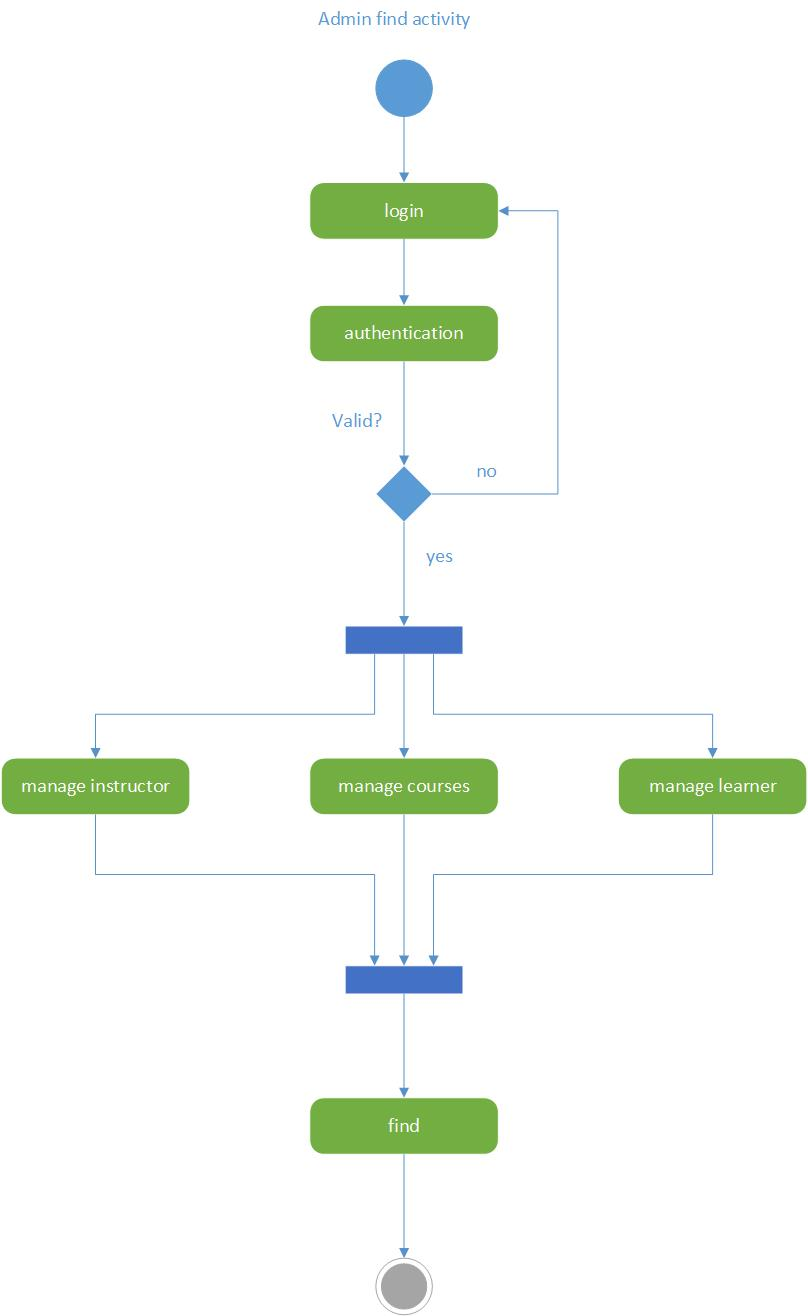 Admin find activity
login
authentication
Valid?
no
yes
manage instructor
manage courses
manage learner
find